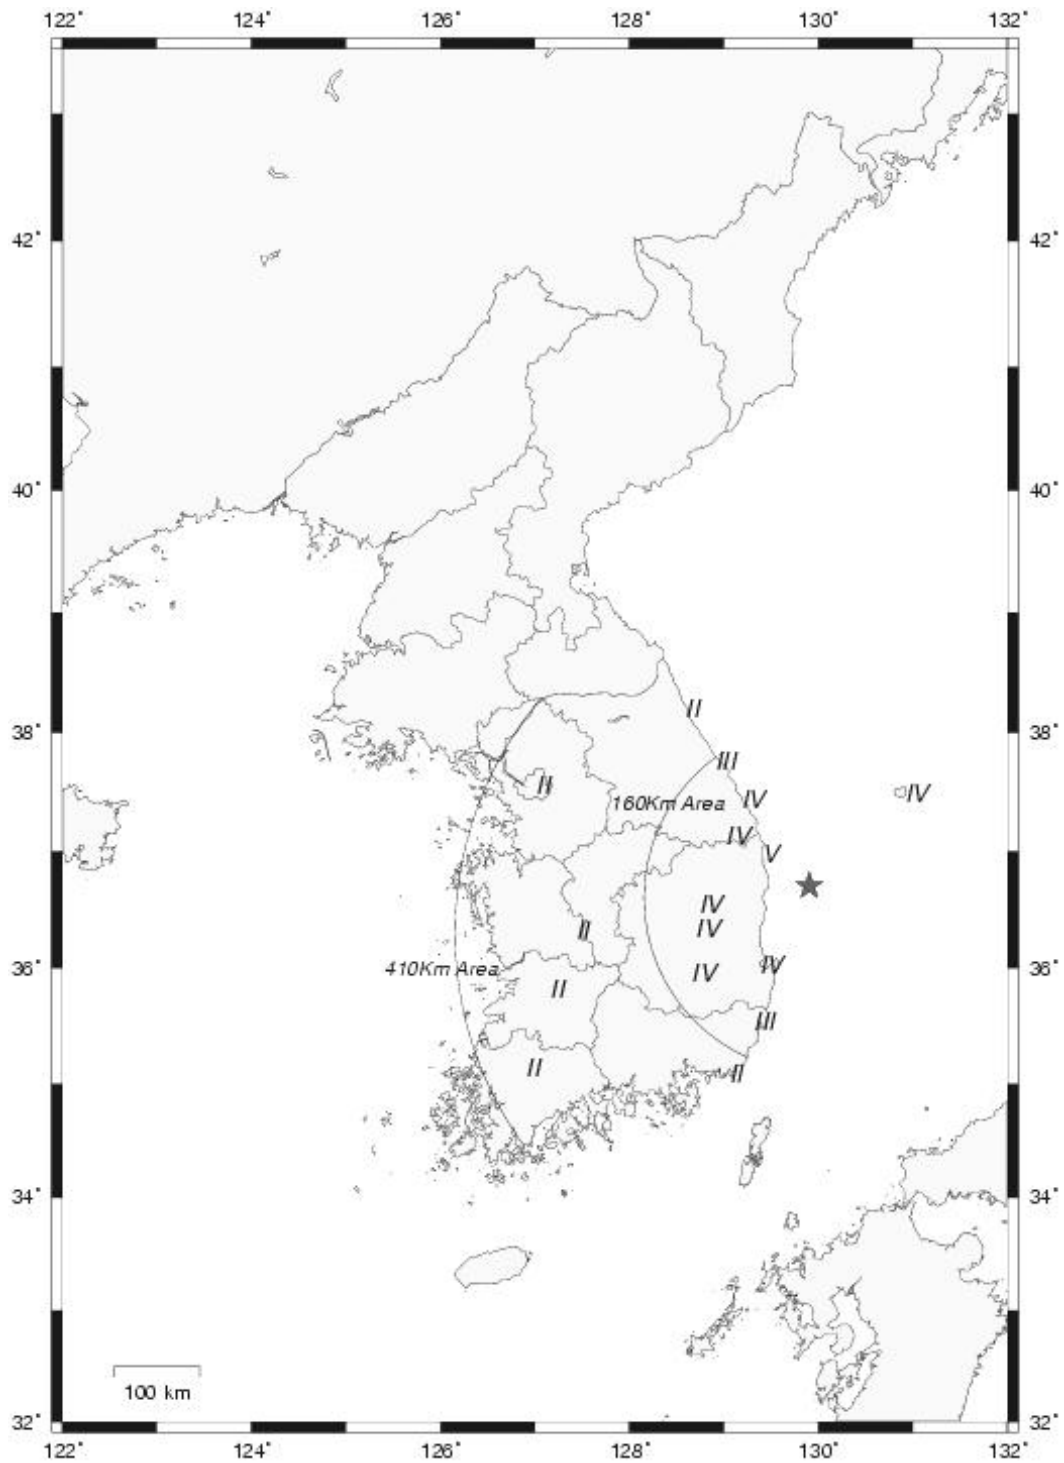 122° 124° 126° 128° 130° 132°
42° 42°
40° 40°
II
38° 38°
III
II
160Km Area IV IV
IV
V
IV
II IV
410Km Area IV IV
36° 36°
II
III
II II
34° 34°
100 km
32° 32°
122° 124° 126° 128° 130° 132°